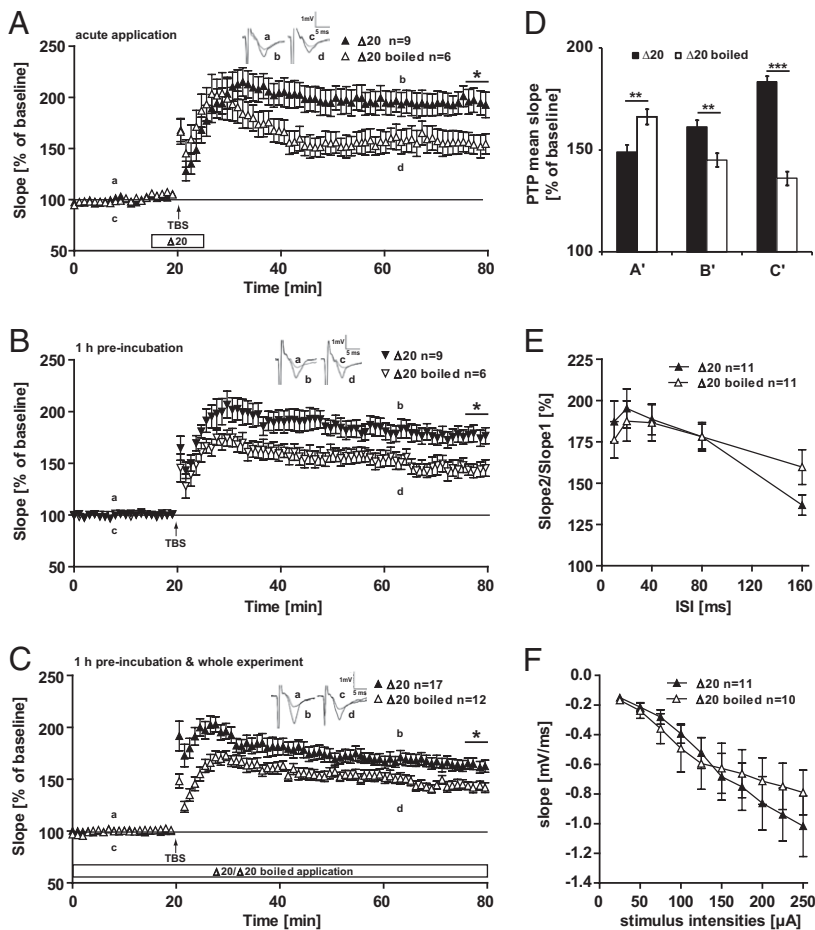 A
acute application
250
200
150
100
50
Slope [% of baseline]
1mV
5 ms
a
b
c
d
▲ Δ20 n=9
△ Δ20 boiled n=6
b
*
a
c
d
TBS
Δ20
0
20
40
60
80
Time [min]
B
1 h pre-incubation
250
200
150
100
50
Slope [% of baseline]
1mV
5 ms
a
b
c
d
▼ Δ20 n=9
▽ Δ20 boiled n=6
b
*
a
c
d
TBS
0
20
40
60
80
Time [min]
C
1 h pre-incubation & whole experiment
250
200
150
100
50
Slope [% of baseline]
1mV
5 ms
a
b
c
d
▲ Δ20 n=17
△ Δ20 boiled n=12
b
*
a
c
d
TBS
Δ20/Δ20 boiled application
0
20
40
60
80
Time [min]
D
200
150
100
PTP mean slope
[% of baseline]
■ Δ20 □ Δ20 boiled
**
**
***
A'
B'
C'
E
225
200
175
150
125
100
Slope2/Slope1 [%]
Δ20 n=11
Δ20 boiled n=11
0
40
80
120
160
ISI [ms]
F
-0.0
-0.2
-0.4
-0.6
-0.8
-1.0
-1.2
-1.4
slope [mV/ms]
Δ20 n=11
Δ20 boiled n=10
0
50
100
150
200
250
stimulus intensities [µA]